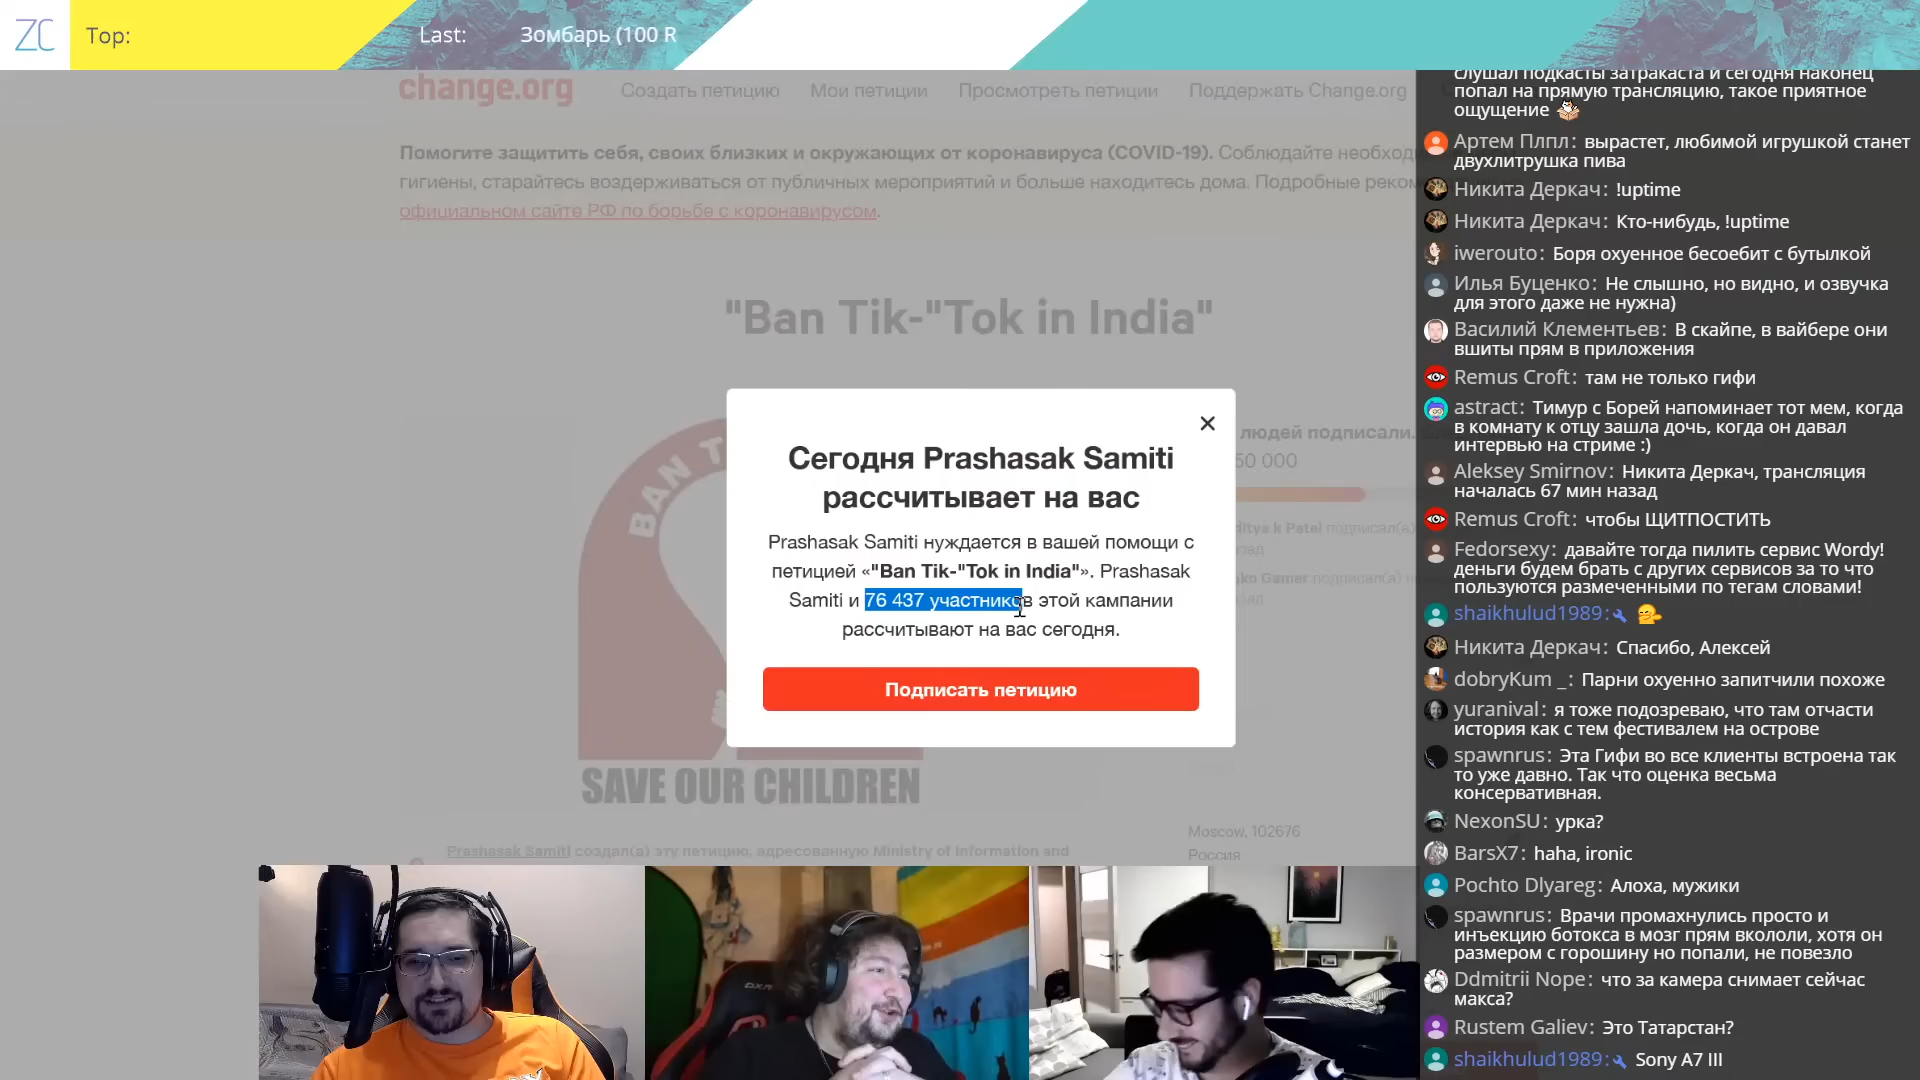 ZC
Top:
Last:
Зомбарь (100 R
change.org
Создать петицию
Мои петиции
Просмотреть петиции
Поддержать Change.org
Помогите защитить себя, своих близких и окружающих от коронавируса (COVID-19). Соблюдайте
гигиены, старайтесь воздерживаться от публичных мероприятий и больше находитесь дома. Подробные
официальном сайте РФ по борьбе с коронавирусом.
"Ban Tik-"Tok in India"
BAN T
SAVE OUR CHILDREN
людей подписали.
50 000
k Patel подписал(а)
Gamer подписал(а)
Сегодня Prashasak Samiti
рассчитывает на вас
Prashasak Samiti нуждается в вашей помощи с
петицией «"Ban Tik-"Tok in India"». Prashasak
Samiti и 76 437 участников этой кампании
рассчитывают на вас сегодня.
Подписать петицию
Prashasak Samiti создал(а) эту петицию, адресованную Ministry of Information and
Moscow, 102676
Россия
слушал подкасты затракаста и сегодня наконец
попал на прямую трансляцию, такое приятное
ощущение
Артем Плпл: вырастет, любимой игрушкой станет
двухлитрушка пива
Никита Деркач: !uptime
Никита Деркач: Кто-нибудь, !uptime
iwerouto: Боря охуенное бесоебит с бутылкой
Илья Буценко: Не слышно, но видно, и озвучка
для этого даже не нужна)
Василий Клементьев: В скайпе, в вайбере они
вшиты прям в приложения
Remus Croft: там не только гифи
astract: Тимур с Борей напоминает тот мем, когда
в комнату к отцу зашла дочь, когда он давал
интервью на стриме :)
Aleksey Smirnov: Никита Деркач, трансляция
началась 67 мин назад
Remus Croft: чтобы ЩИТПОСТИТЬ
Fedorsexy: давайте тогда пилить сервис Wordy!
деньги будем брать с других сервисов за то что
пользуются размеченными по тегам словами!
shaikhulud1989:
Никита Деркач: Спасибо, Алексей
dobryKum _: Парни охуенно запитчили похоже
yuranival: я тоже подозреваю, что там отчасти
история как с тем фестивалем на острове
spawnrus: Эта Гифи во все клиенты встроена так
то уже давно. Так что оценка весьма
консервативная.
NexonSU: урка?
BarsX7: haha, ironic
Pochto Dlyareg: Алоха, мужики
spawnrus: Врачи промахнулись просто и
инъекцию ботокса в мозг прям вкололи, хотя он
размером с горошину но попали, не повезло
Ddmitrii Nope: что за камера снимает сейчас
макса?
Rustem Galiev: Это Татарстан?
shaikhulud1989: Sony A7 III